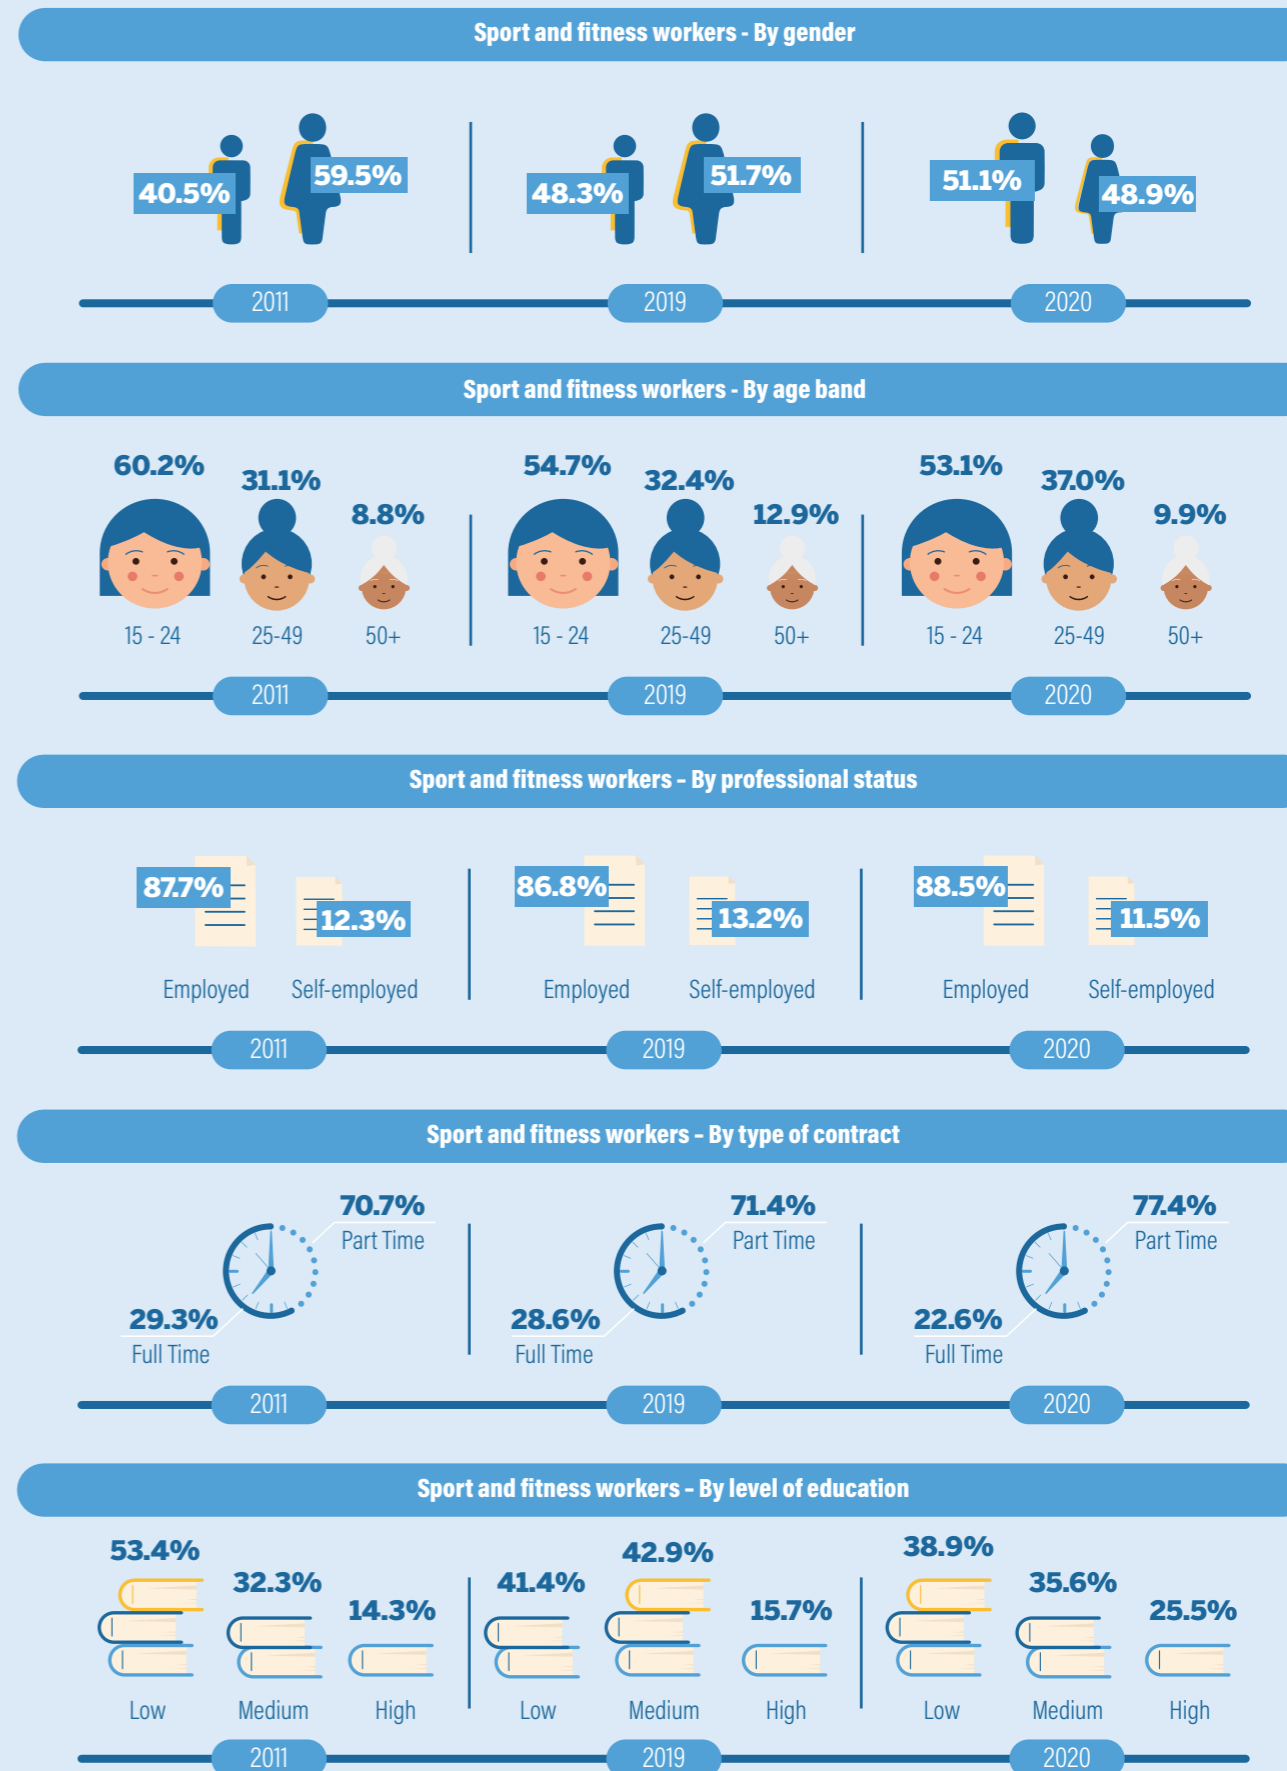 Sport and fitness workers - By gender
40.5% 59.5% 48.3% 51.7% 51.1% 48.9%
2011 2019 2020
Sport and fitness workers - By age band
60.2% 31.1% 8.8% 54.7% 32.4% 12.9% 53.1% 37.0% 9.9%
15 - 24 25-49 50+ 15 - 24 25-49 50+ 15 - 24 25-49 50+
2011 2019 2020
Sport and fitness workers – By professional status
87.7% 12.3% 86.8% 13.2% 88.5% 11.5%
Employed Self-employed Employed Self-employed Employed Self-employed
2011 2019 2020
Sport and fitness workers – By type of contract
70.7% 71.4% 77.4%
Part Time Part Time Part Time
29.3% 28.6% 22.6%
Full Time Full Time Full Time
2011 2019 2020
Sport and fitness workers – By level of education
53.4% 32.3% 14.3% 41.4% 42.9% 15.7% 38.9% 35.6% 25.5%
Low Medium High Low Medium High Low Medium High
2011 2019 2020